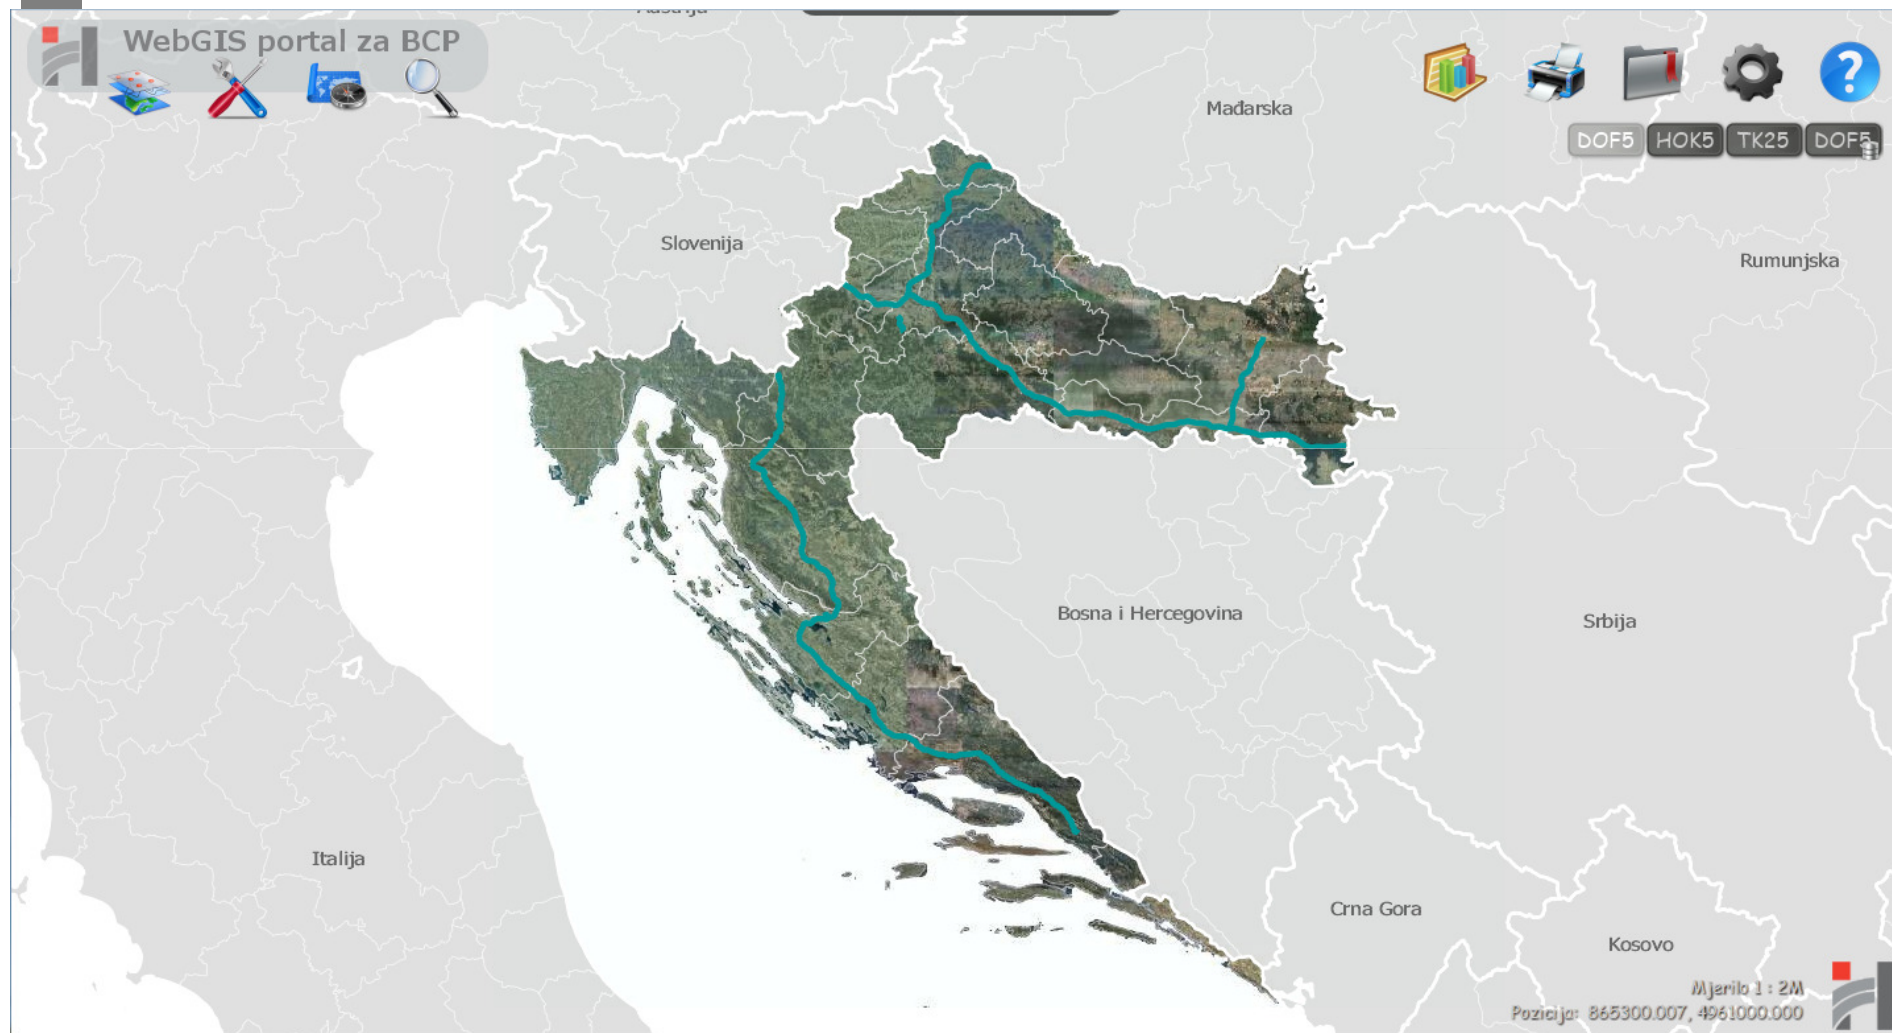 Austrija
WebGIS portal za BCP
Mađarska
DOF5 HOK5 TK25 DOF5
Slovenija
Rumunjska
Bosna i Hercegovina
Srbija
Italija
Crna Gora
Kosovo
Mjerilo 1 : 2M
Pozicija: 865300.007, 4961000.000